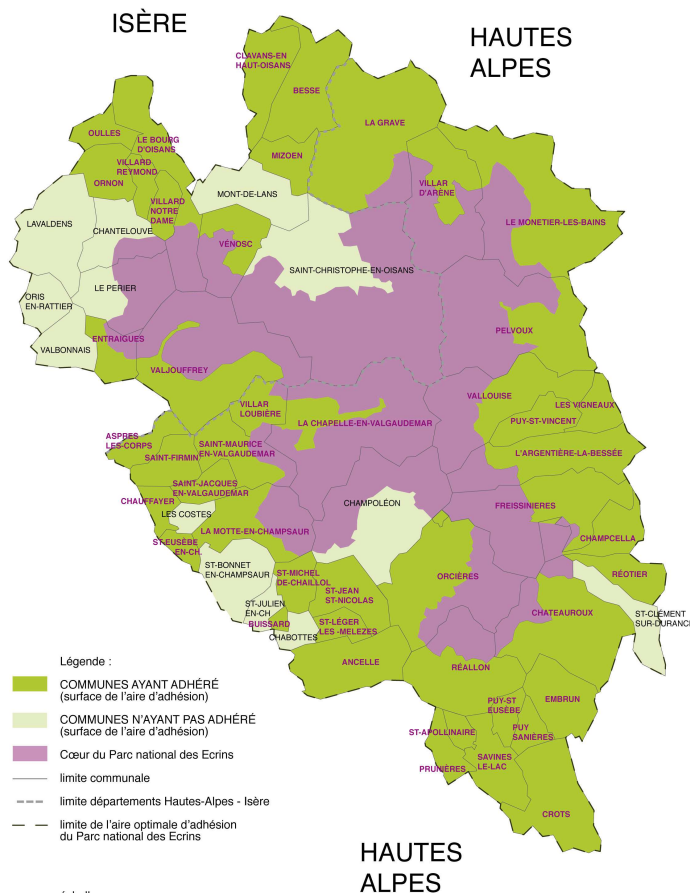 ISÈRE
HAUTES
ALPES
CLAVANS-EN
HAUT-OISANS
BESSE
LA GRAVE
OULLES
LE BOURG
D'OISANS
MIZOEN
VILLARD
REYMOND
ORNON
MONT-DE-LANS
VILLAR
D'ARÈNE
VILLARD
NOTRE
DAME
LAVALDENS
CHANTELOUVE
LE MONETIER-LES-BAINS
VÉNOSC
SAINT-CHRISTOPHE-EN-OISANS
LE PERIER
ORIS
EN-RATTIER
PELVOUX
ENTRAIGUES
VALBONNAIS
VALJOUFFREY
VALLOUISE
VILLAR
LOUBIÈRE
LES VIGNEAUX
LA CHAPELLE-EN-VALGAUDEMAR
PUY-ST-VINCENT
ASPRES
LES-CORPS
SAINT-MAURICE
EN-VALGAUDEMAR
SAINT-FIRMIN
L'ARGENTIÈRE-LA-BESSÉE
SAINT-JACQUES
EN-VALGAUDEMAR
CHAUFFAYER
CHAMPOLÉON
FREISSINIERES
LES COSTES
LA MOTTE-EN-CHAMPSAUR
ST-EUSÈBE
EN-CH.
CHAMPCELLA
ST-BONNET
EN-CHAMPSAUR
ST-MICHEL
DE-CHAILLOL
ORCIÈRES
RÉOTIER
ST-JEAN
ST-NICOLAS
ST-JULIEN
EN-CH
CHATEAUROUX
ST-CLÉMENT
SUR-DURANC
BUISSARD
ST-LÉGER
LES -MELEZES
CHABOTTES
ANCELLE
RÉALLON
EMBRUN
PUY-ST
EUSÈBE
ST-APOLLINAIRE
PUY
SANIÈRES
SAVINES
LE-LAC
PRUNIÈRES
CROTS
Légende :
COMMUNES AYANT ADHÉRÉ
(surface de l'aire d'adhésion)
COMMUNES N'AYANT PAS ADHÉRÉ
(surface de l'aire d'adhésion)
Cœur du Parc national des Ecrins
limite communale
limite départements Hautes-Alpes - Isère
limite de l'aire optimale d'adhésion
du Parc national des Ecrins
HAUTES
ALPES